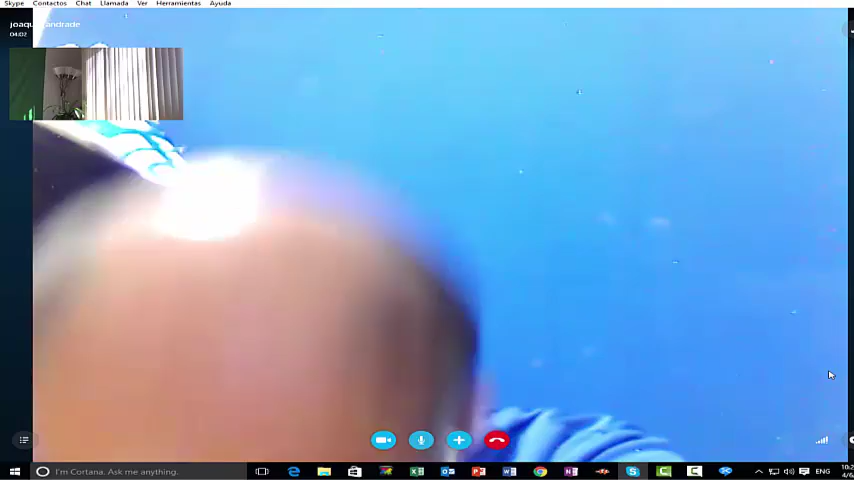 Skype Contactos Chat Llamada Ver Herramientas Ayuda
andrade
04:02
I'm Cortana. Ask me anything.
ENG